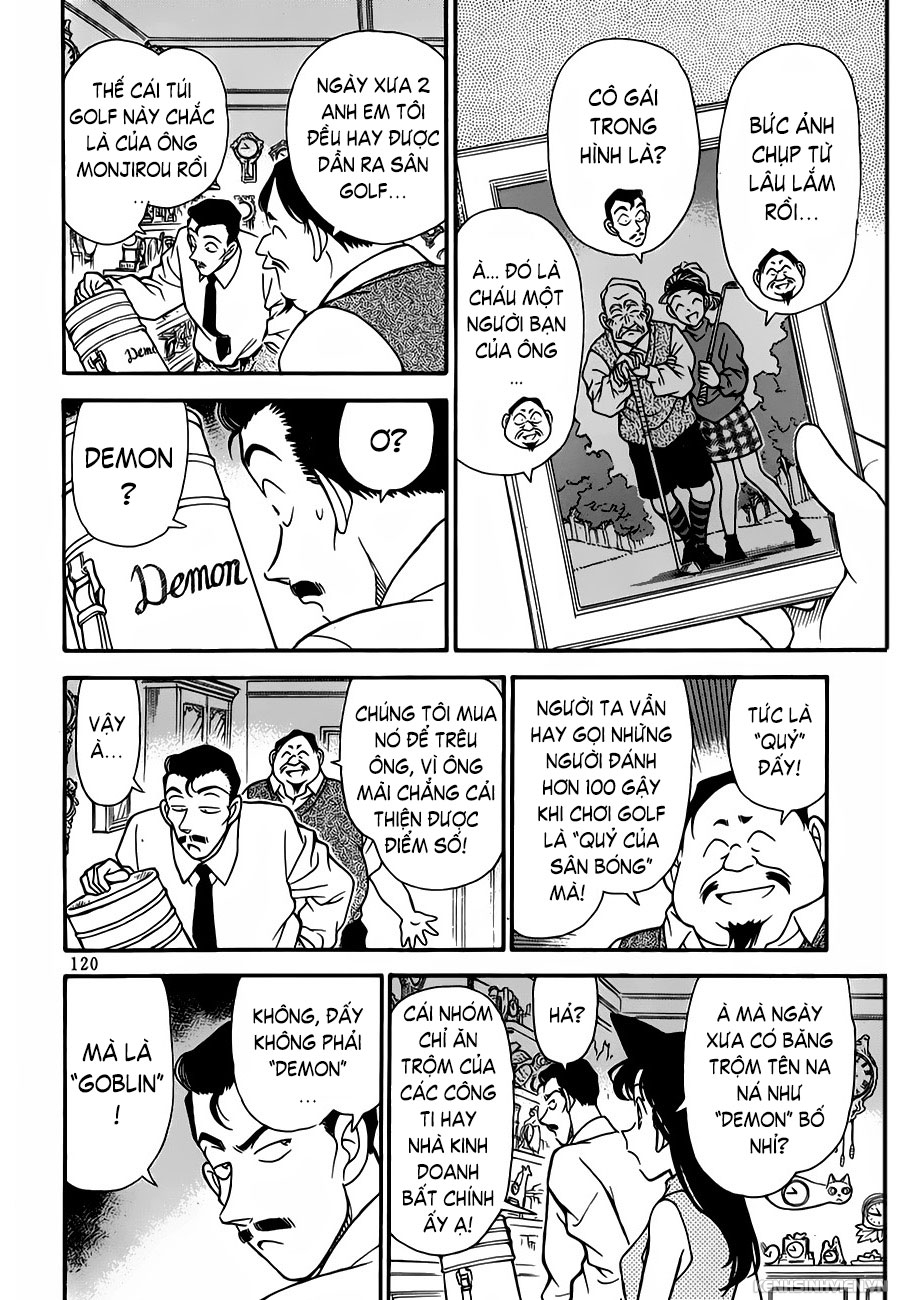 BỨC ẢNH
CHỤP TỪ
LÂU LẮM
RỒI...
CÔ GÁI
TRONG
HÌNH LÀ?
À... ĐÓ LÀ
CHÁU MỘT
NGƯỜI BẠN
CỦA ÔNG
...
NGÀY XƯA 2
ANH EM TÔI
ĐỀU HAY ĐƯỢC
DẪN RA SÂN
GOLF...
THẾ CÁI TÚI
GOLF NÀY CHẮC
LÀ CỦA ÔNG
MONJIROU RỒI
...
Demon
Ơ?
DEMON
?
Demon
TỨC LÀ
"QUỶ"
ĐẤY!
NGƯỜI TA VẪN
HAY GỌI NHỮNG
NGƯỜI ĐÁNH
HƠN 100 GẬY
KHI CHƠI GOLF
LÀ "QUỶ CỦA
SÂN BÓNG"
MÀ!
CHÚNG TÔI MUA
NÓ ĐỂ TRÊU
ÔNG, VÌ ÔNG
MÃI CHẲNG CẢI
THIỆN ĐƯỢC
ĐIỂM SỐ!
VẬY
À...
120
À MÀ NGÀY
XƯA CÓ BĂNG
TRỘM TÊN NA
NÁ NHƯ
"DEMON" BỐ
NHỈ?
HẢ?
CÁI NHÓM
CHỈ ĂN
TRỘM CỦA
CÁC CÔNG
TI HAY
NHÀ KINH
DOANH
BẤT CHÍNH
ẤY Ạ!
KHÔNG, ĐẤY
KHÔNG PHẢI
"DEMON"
...
MÀ LÀ
"GOBLIN"
!